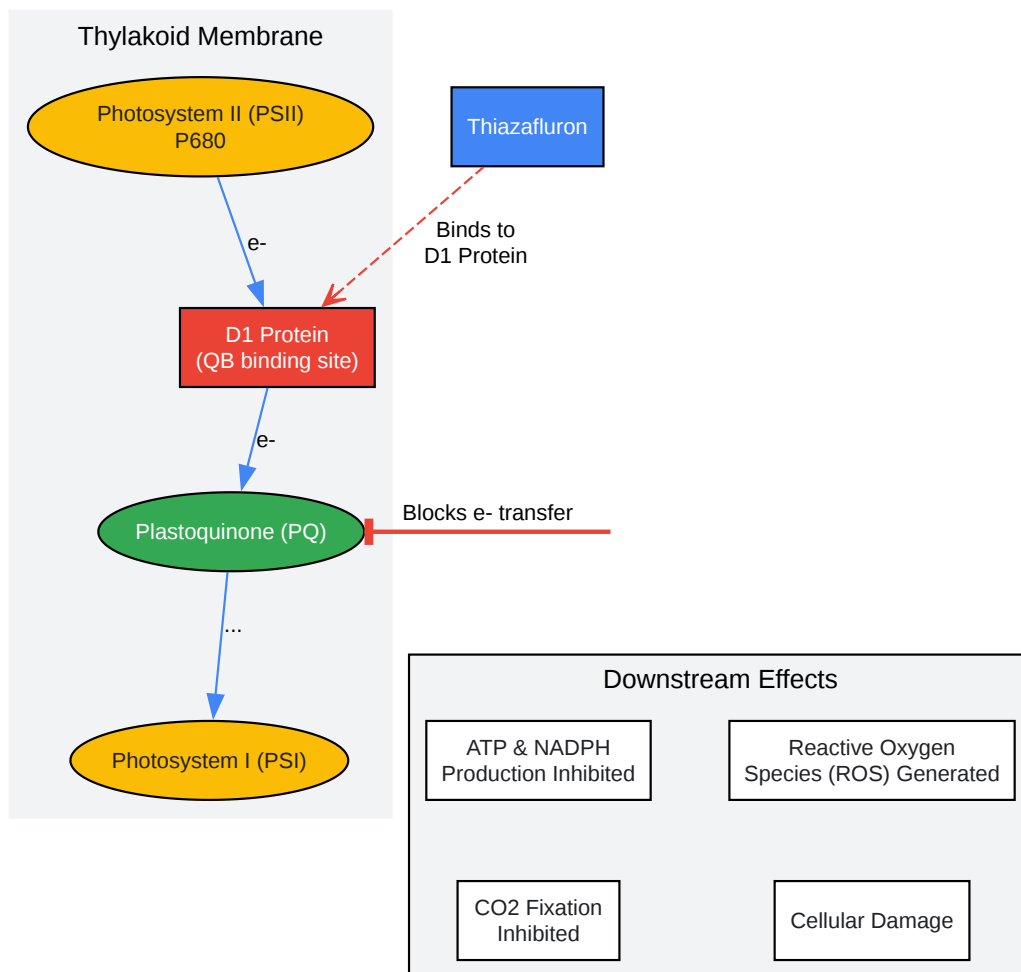 Thylakoid Membrane
Photosystem II (PSII)
P680
Thiazafluron
e-
Binds to
D1 Protein
D1 Protein
(QB binding site)
e-
Blocks e- transfer
Plastoquinone (PQ)
...
Photosystem I (PSI)
Downstream Effects
ATP & NADPH
Production Inhibited
Reactive Oxygen
Species (ROS) Generated
CO2 Fixation
Inhibited
Cellular Damage